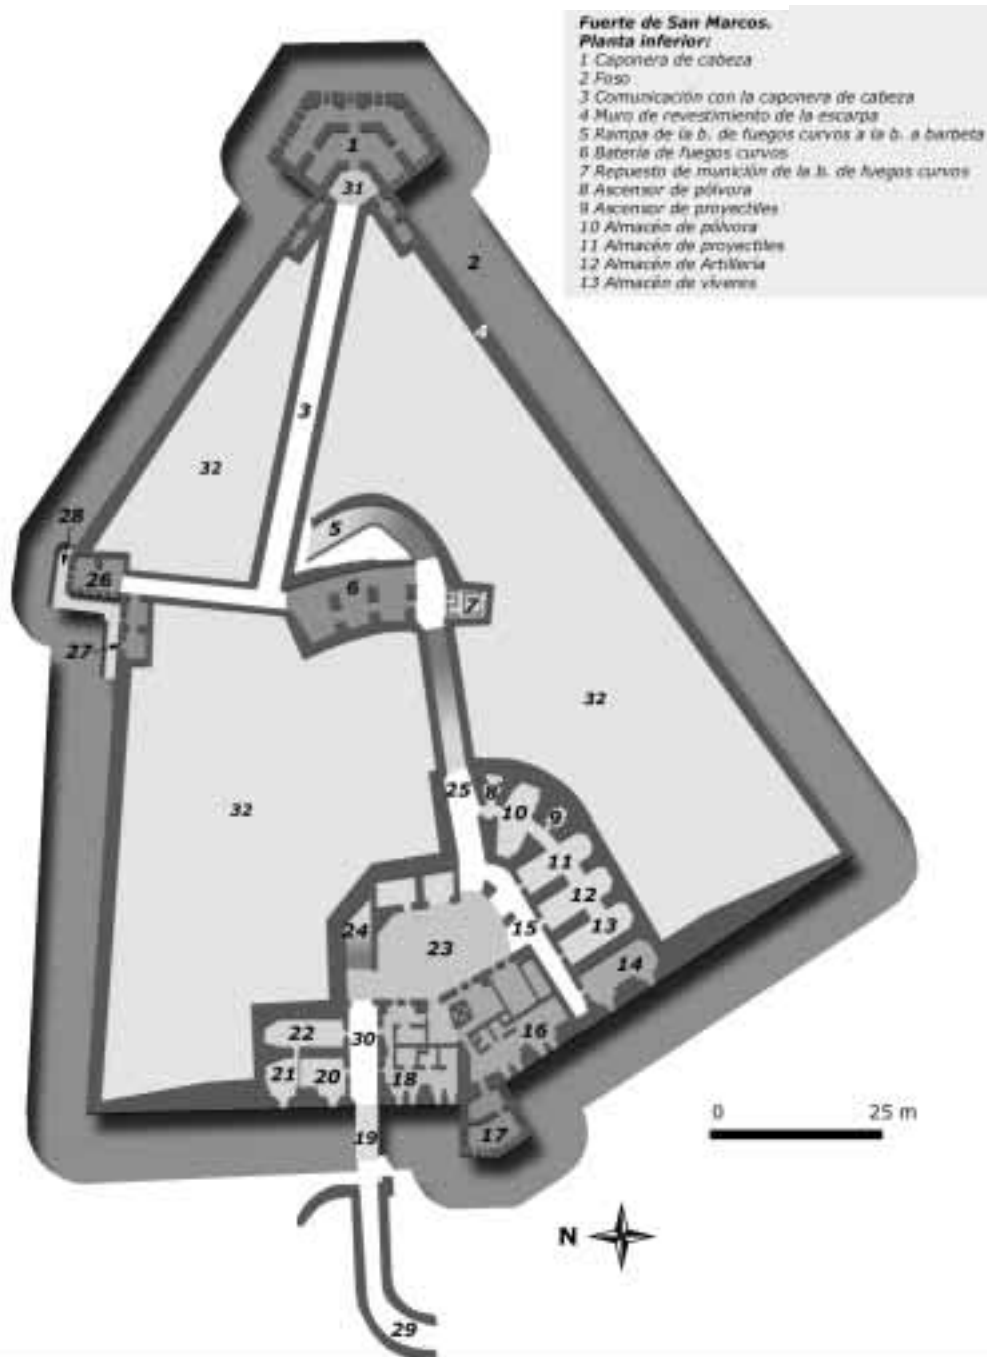 Fuerte de San Marcos.
Planta inferior:
1 Caponera de cabeza
2 Foso
3 Comunicación con la caponera de cabeza
4 Muro de revestimiento de la escarpa
5 Rampa de la b. de fuegos curvos a la b. a barbeta
6 Batería de fuegos curvos
7 Repuesto de munición de la b. de fuegos curvos
8 Ascensor de pólvora
9 Ascensor de proyectiles
10 Almacén de pólvora
11 Almacén de proyectiles
12 Almacén de Artillería
13 Almacén de víveres
1
31
2
4
3
32
28
5
26
6
7
27
32
32
25
8
10
9
11
12
24
15
13
23
14
22
30
16
21
20
18
19
17
0 25 m
N
29